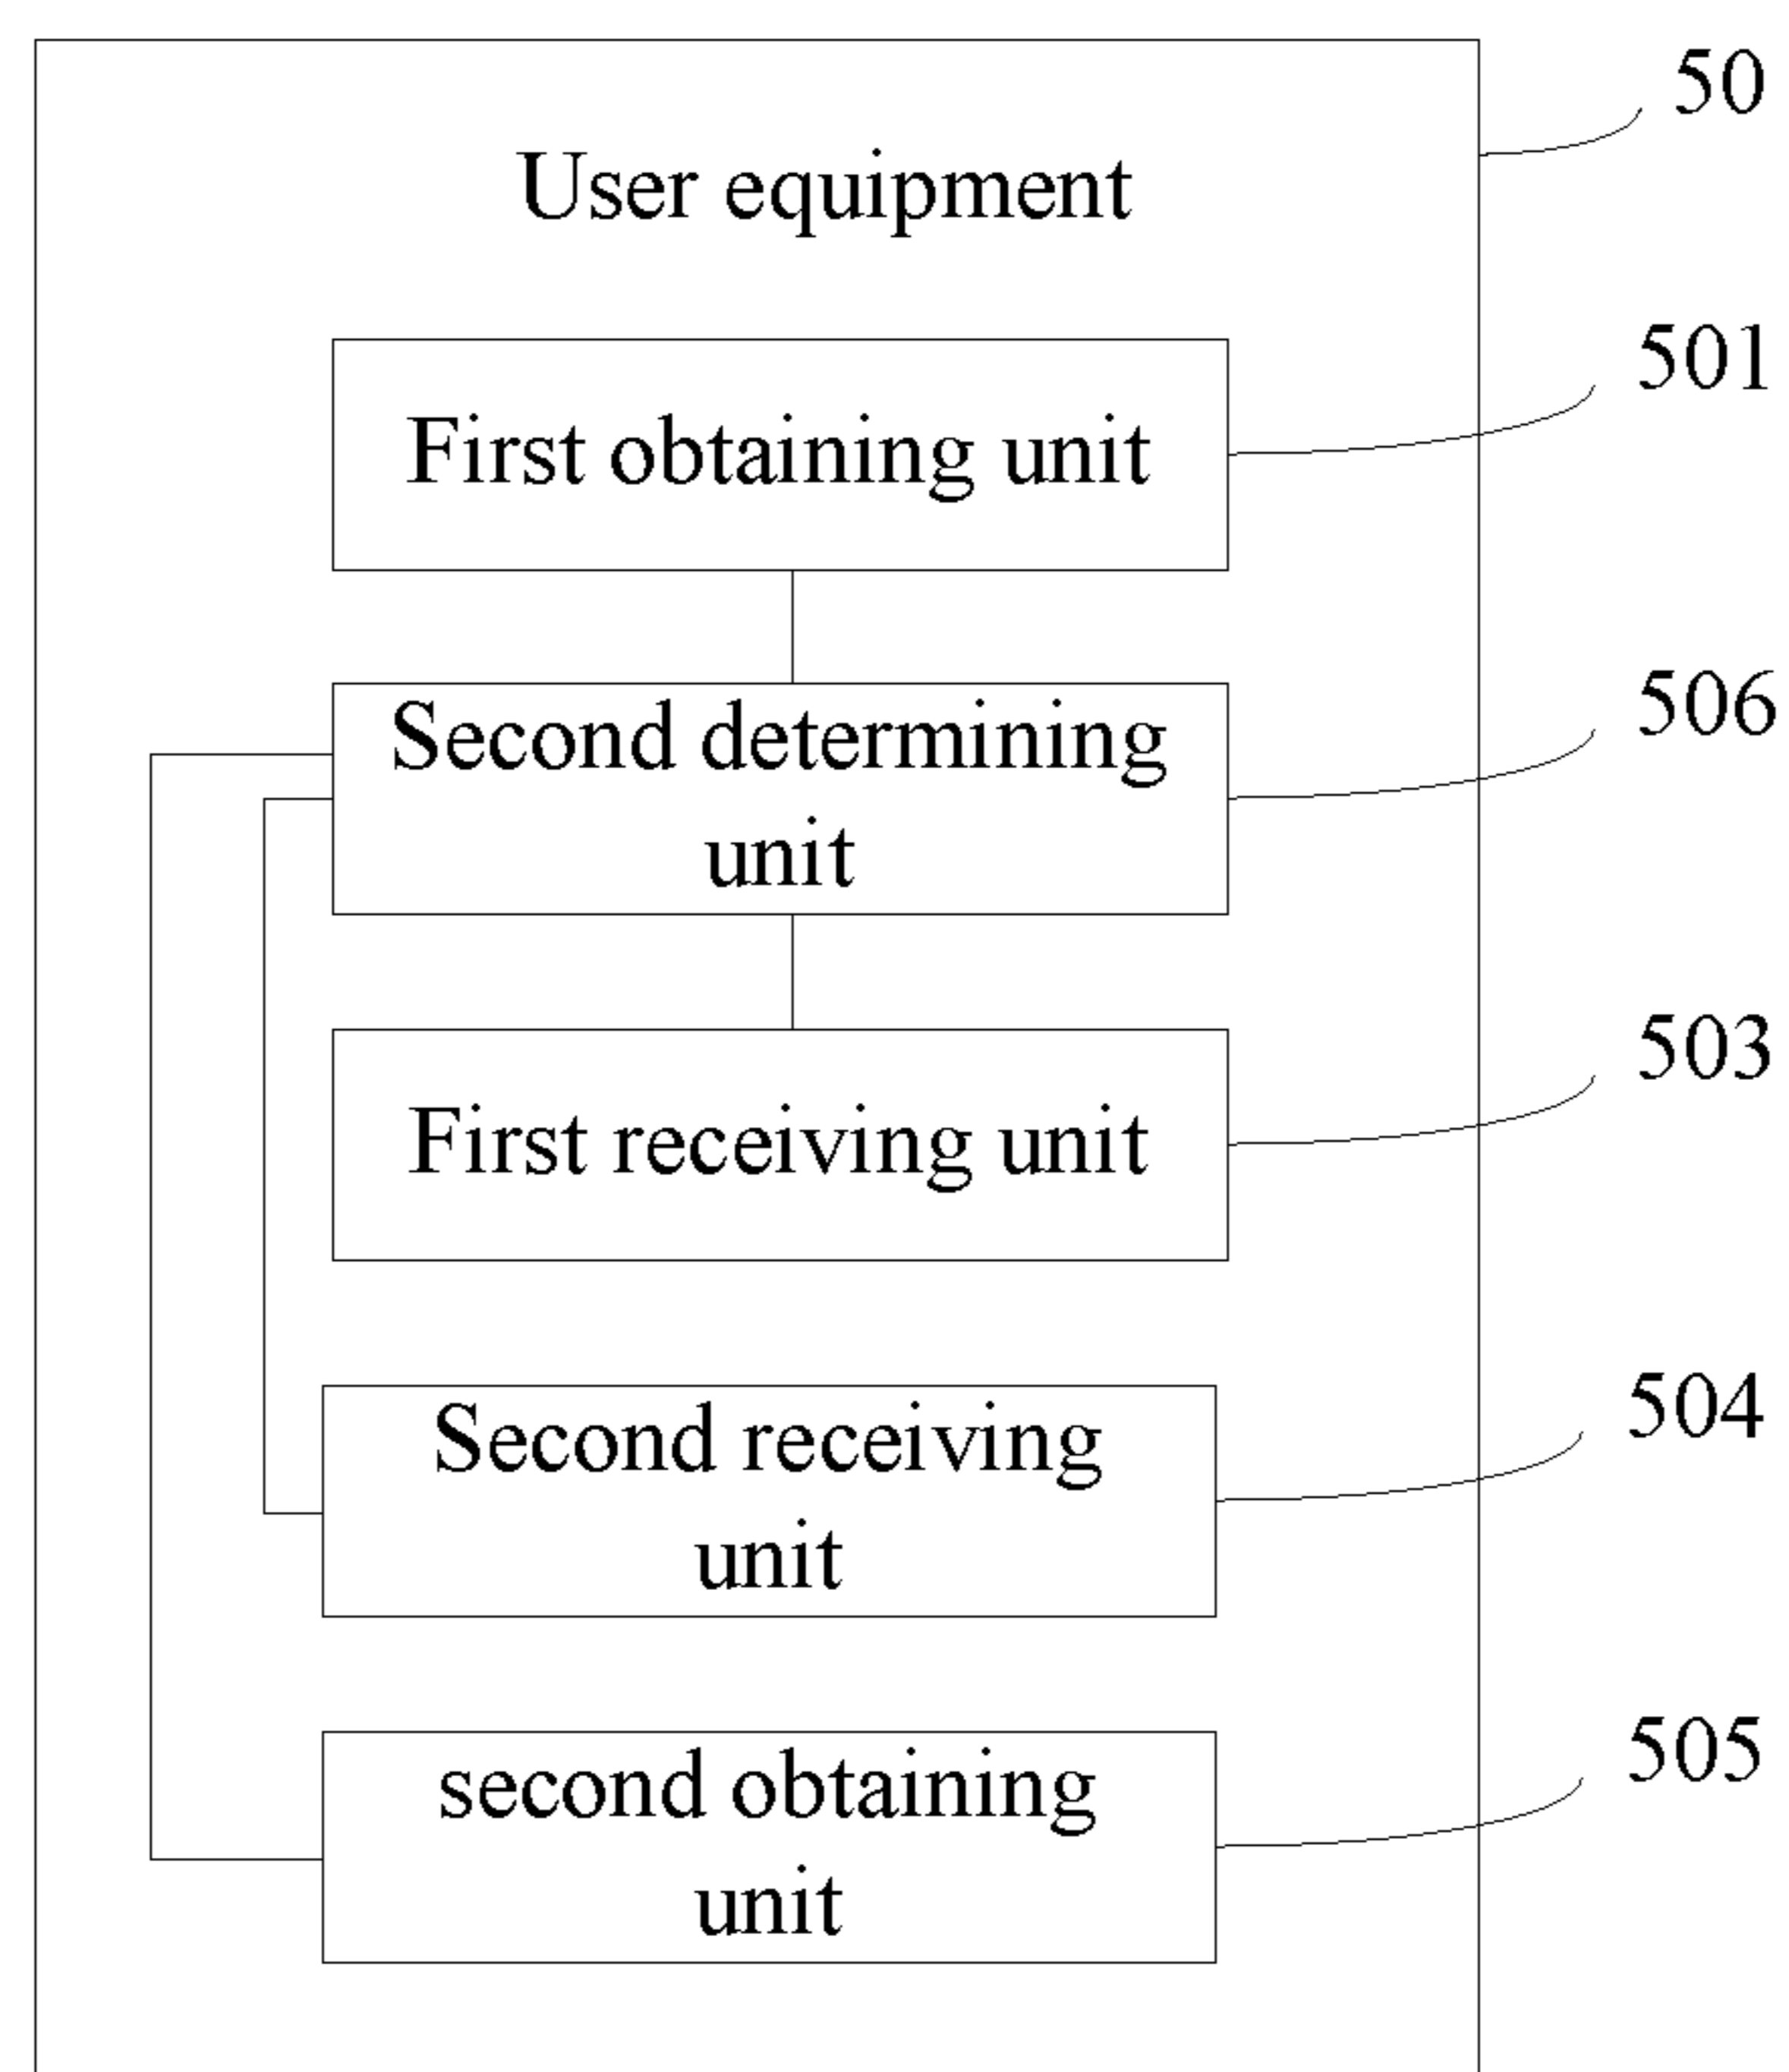 50
User equipment
501
First obtaining unit
506
Second determining
unit
503
First receiving unit
504
Second receiving
unit
505
second obtaining
unit